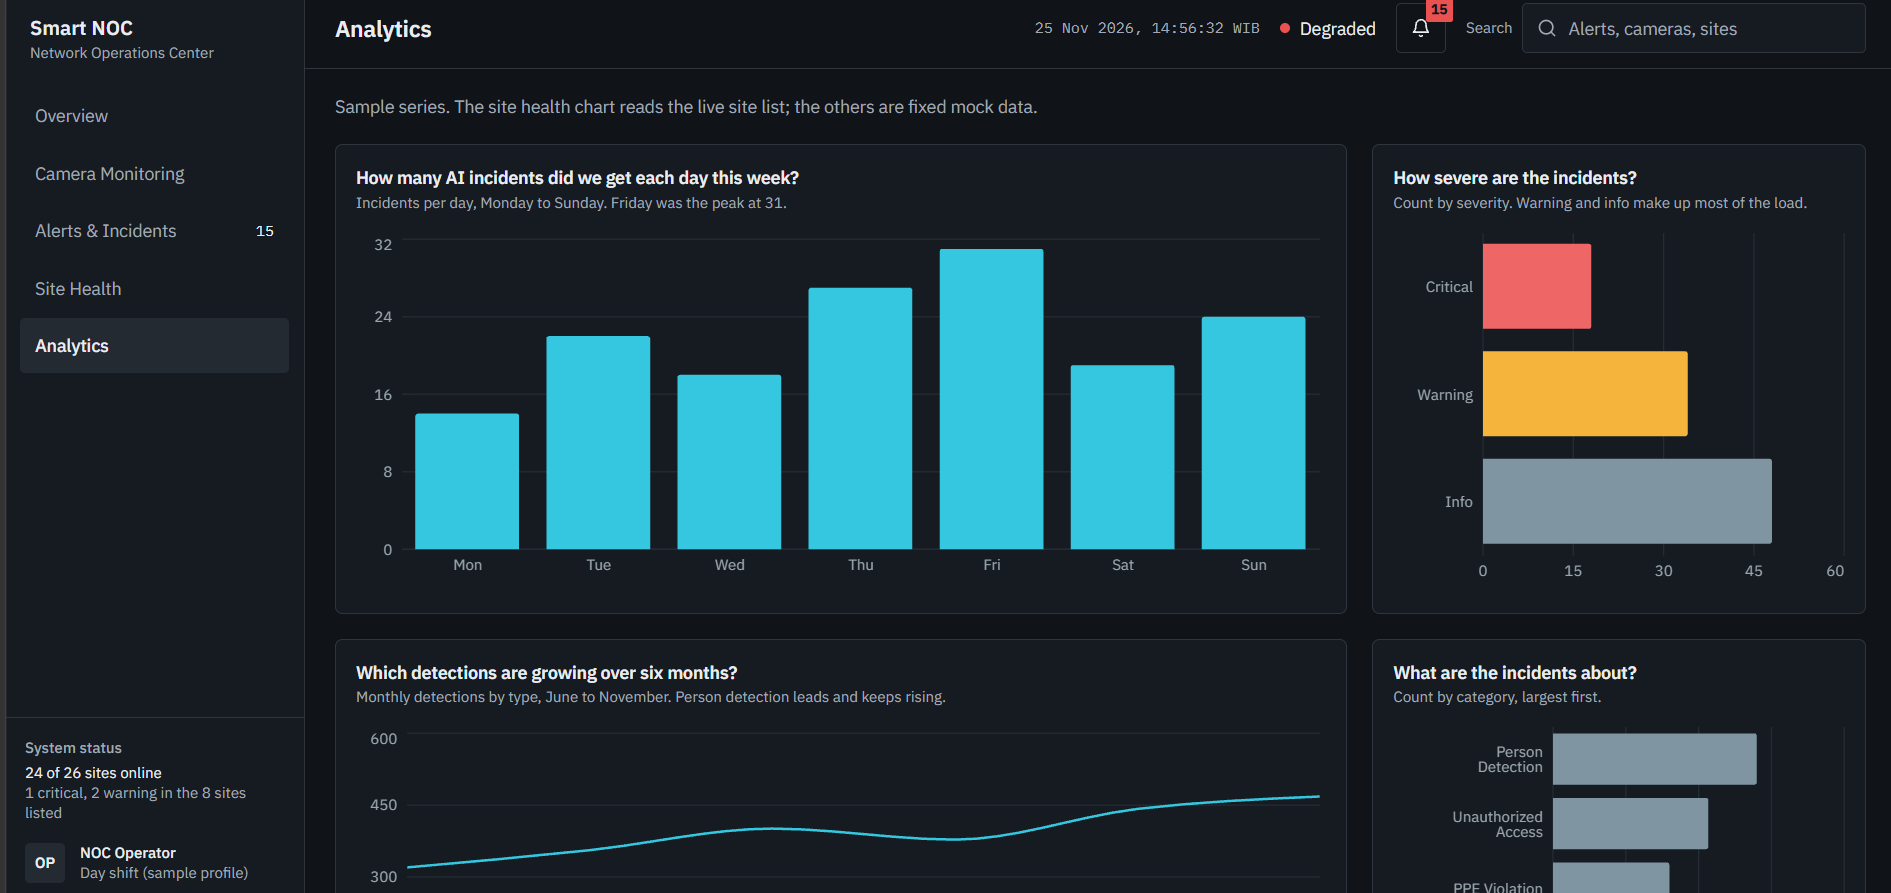 Smart NOC
Network Operations Center
Overview
Camera Monitoring
Alerts & Incidents 15
Site Health
Analytics
System status
24 of 26 sites online
1 critical, 2 warning in the 8 sites
listed
OP
NOC Operator
Day shift (sample profile)
Analytics
25 Nov 2026, 14:56:32 WIB
Degraded
15
Search
Alerts, cameras, sites
Sample series. The site health chart reads the live site list; the others are fixed mock data.
How many AI incidents did we get each day this week?
Incidents per day, Monday to Sunday. Friday was the peak at 31.
32
24
16
8
0
Mon Tue Wed Thu Fri Sat Sun
How severe are the incidents?
Count by severity. Warning and info make up most of the load.
Critical
Warning
Info
0 15 30 45 60
Which detections are growing over six months?
Monthly detections by type, June to November. Person detection leads and keeps rising.
600
450
300
What are the incidents about?
Count by category, largest first.
Person
Detection
Unauthorized
Access
PPE Violation